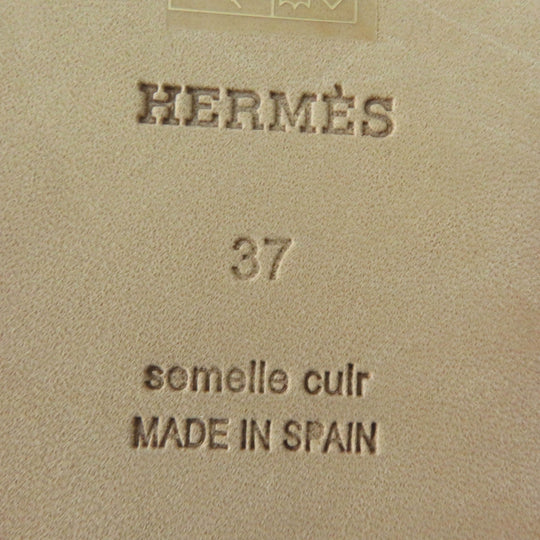 HERMÈS
37
semelle cuir
MADE IN SPAIN